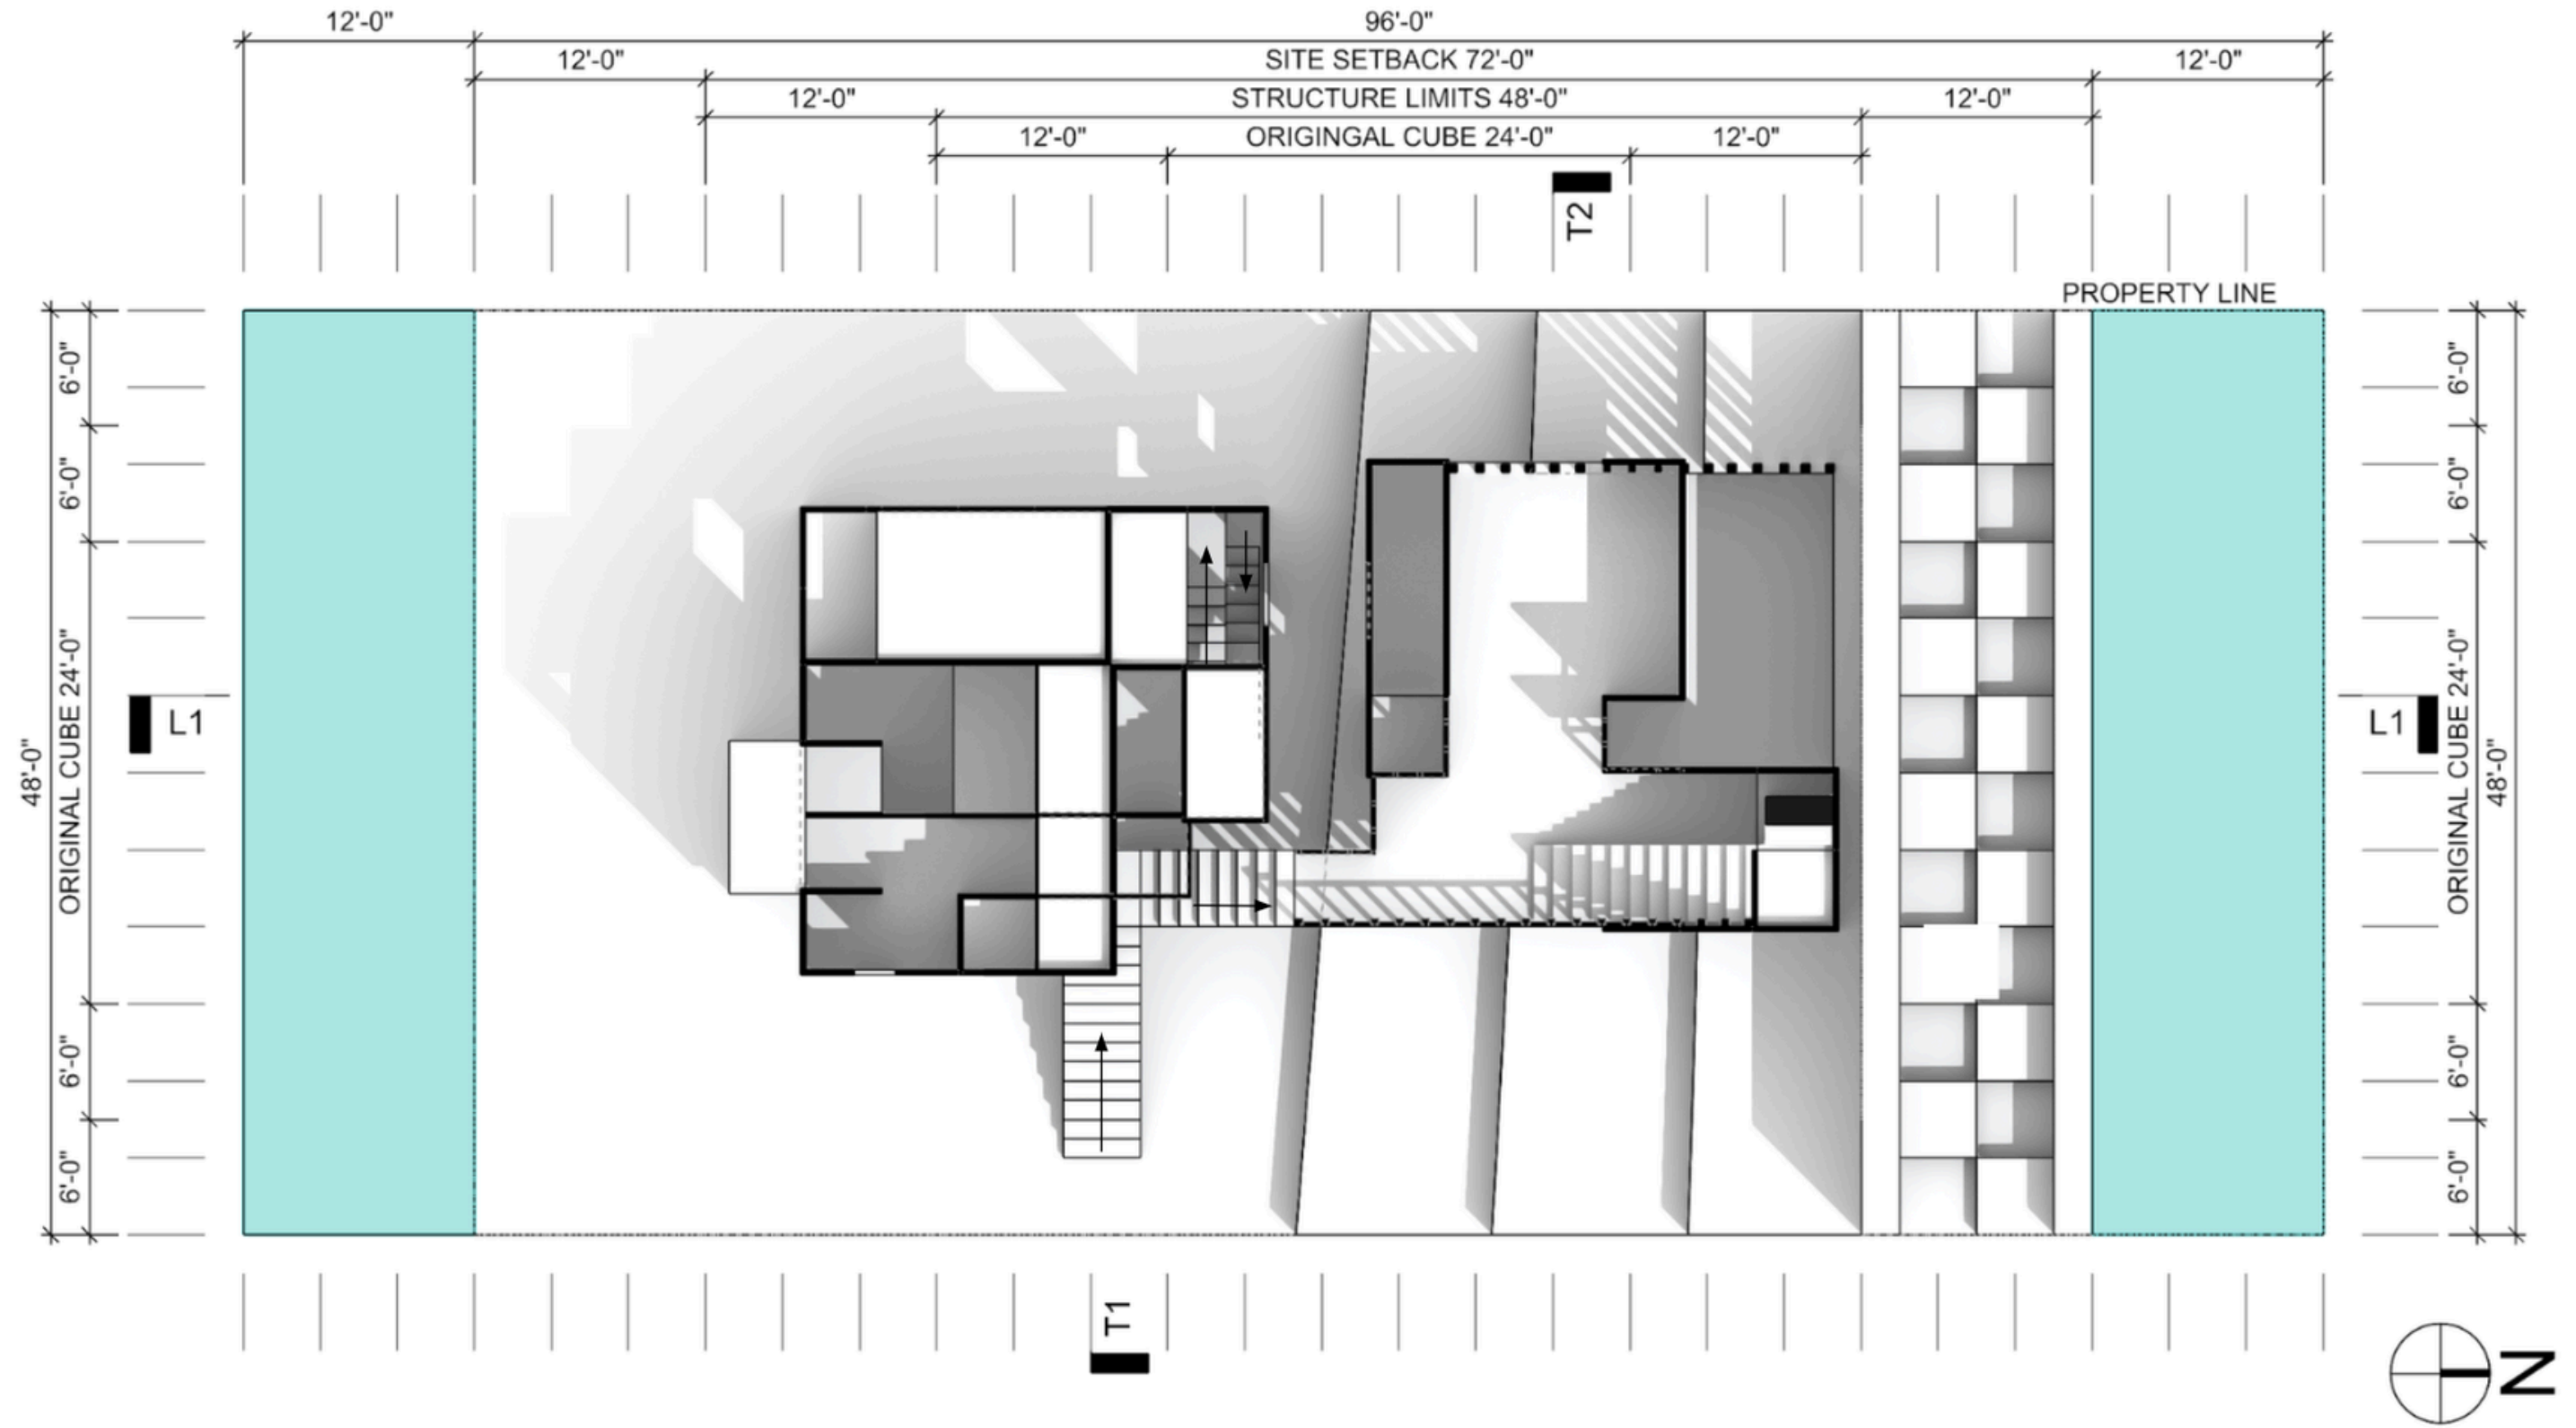 12'-0" 96'-0"
12'-0" SITE SETBACK 72'-0" 12'-0"
12'-0" STRUCTURE LIMITS 48'-0" 12'-0"
12'-0" ORIGINGAL CUBE 24'-0" 12'-0"
T2
PROPERTY LINE
48'-0"
6'-0"
6'-0"
ORIGINAL CUBE 24'-0"
6'-0"
6'-0"
L1
L1
6'-0"
6'-0"
ORIGINAL CUBE 24'-0"
6'-0"
6'-0"
48'-0"
T1
N